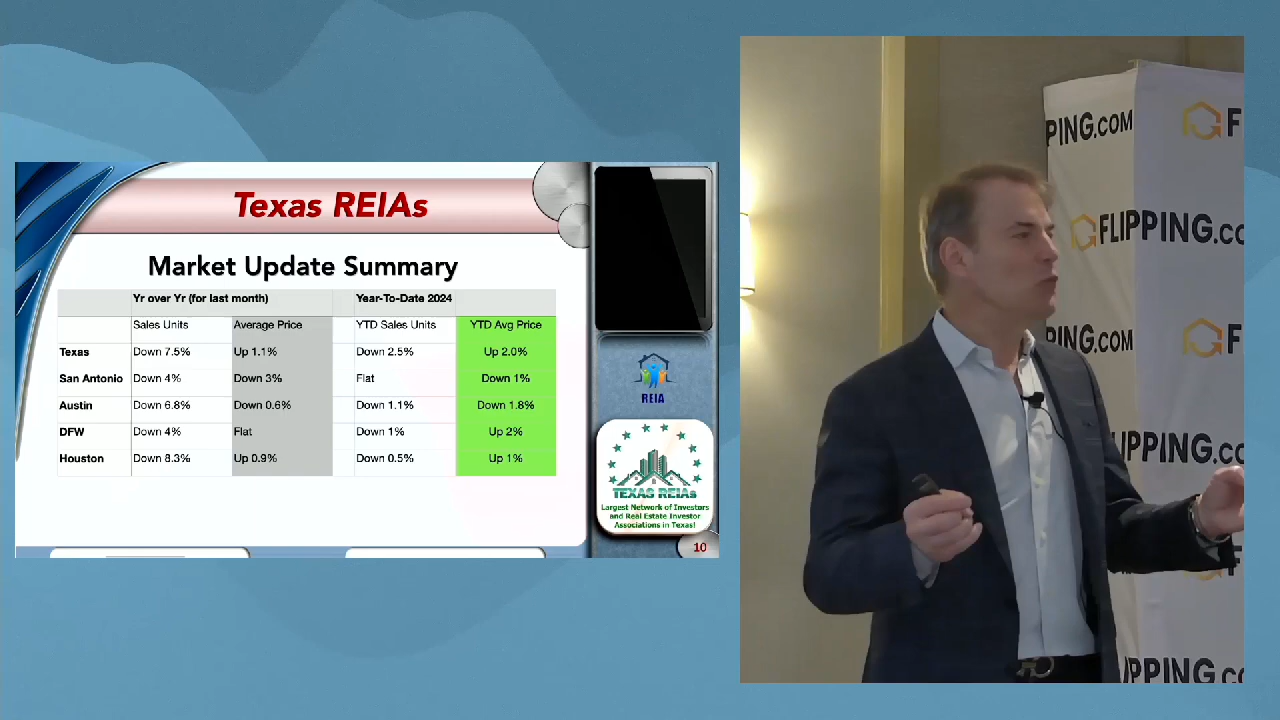 Texas REIAs
Market Update Summary
Yr over Yr (for last month) Year-To-Date 2024
Sales Units Average Price YTD Sales Units YTD Avg Price
Texas Down 7.5% Up 1.1% Down 2.5% Up 2.0%
San Antonio Down 4% Down 3% Flat Down 1%
Austin Down 6.8% Down 0.6% Down 1.1% Down 1.8%
DFW Down 4% Flat Down 1% Up 2%
Houston Down 8.3% Up 0.9% Down 0.5% Up 1%
REIA
TEXAS REIAs
Largest Network of Investors
and Real Estate Investor
Associations in Texas!
10
PING.COM
F
FLIPPING.CO
PING.COM
F
IPPING.CO
F
IPPING.CO